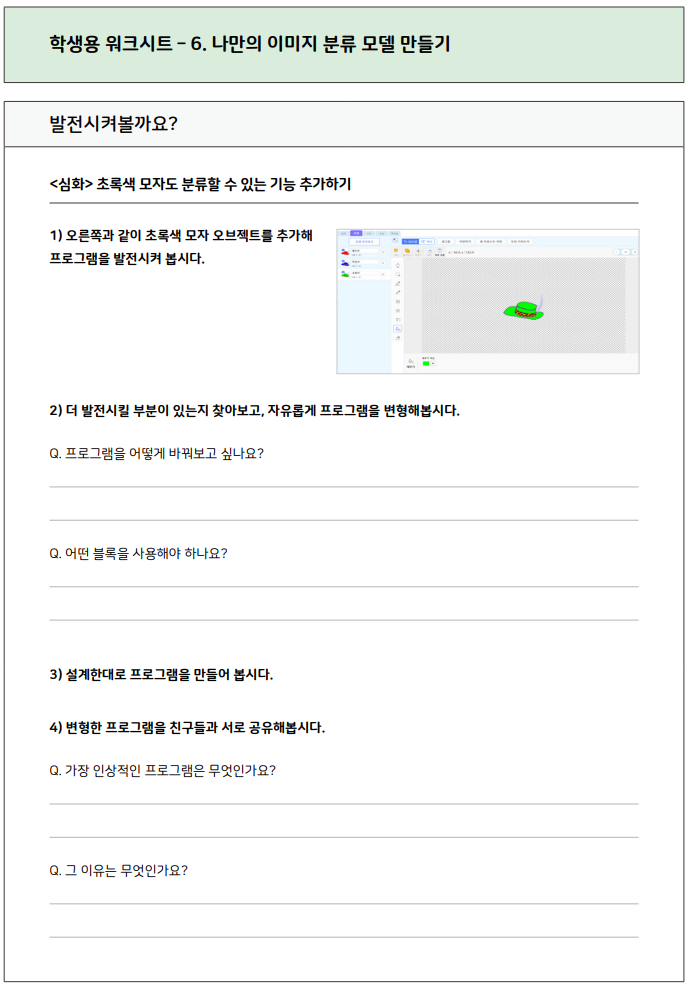 학생용 워크시트 - 6. 나만의 이미지 분류 모델 만들기
발전시켜볼까요?
<심화> 초록색 모자도 분류할 수 있는 기능 추가하기
1) 오른쪽과 같이 초록색 모자 오브젝트를 추가해
프로그램을 발전시켜 봅시다.
2) 더 발전시킬 부분이 있는지 찾아보고, 자유롭게 프로그램을 변형해봅시다.
Q. 프로그램을 어떻게 바꿔보고 싶나요?
Q. 어떤 블록을 사용해야 하나요?
3) 설계한대로 프로그램을 만들어 봅시다.
4) 변형한 프로그램을 친구들과 서로 공유해봅시다.
Q. 가장 인상적인 프로그램은 무엇인가요?
Q. 그 이유는 무엇인가요?